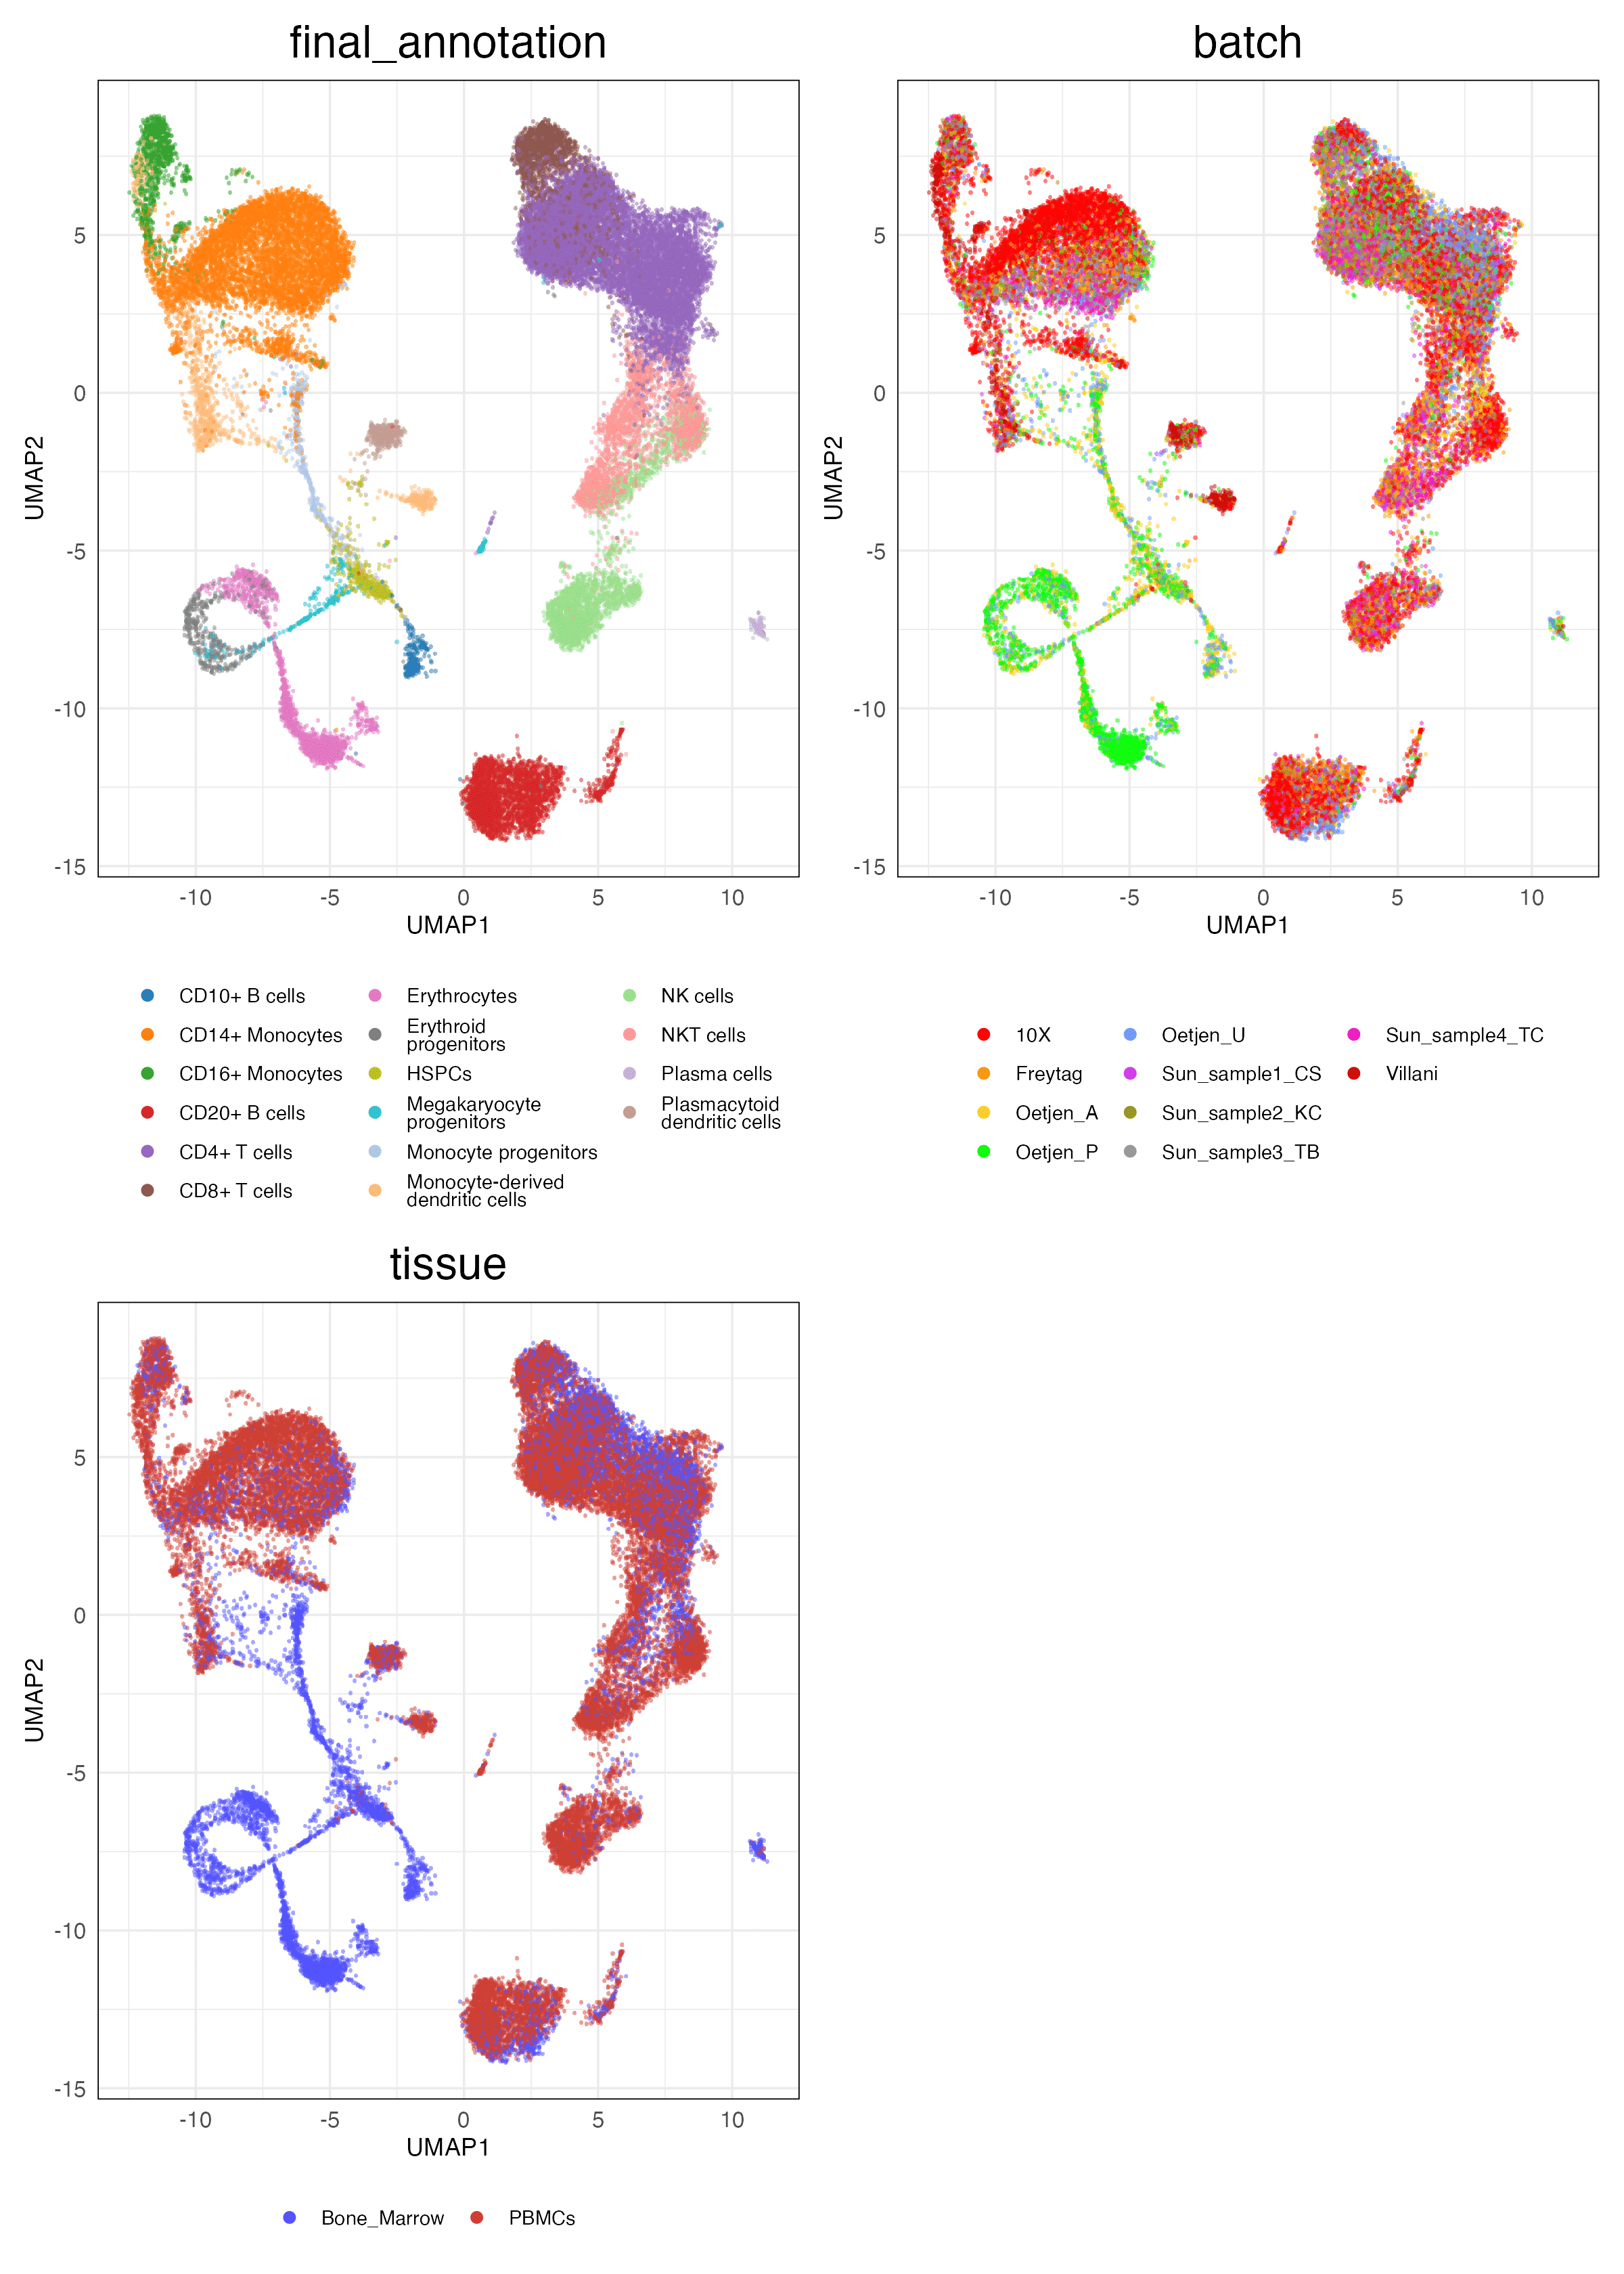 final_annotation
batch
UMAP2
5
0
-5
-10
-15
-10
-5
0
5
10
UMAP1
UMAP2
5
0
-5
-10
-15
-10
-5
0
5
10
UMAP1
CD10+ B cells
CD14+ Monocytes
CD16+ Monocytes
CD20+ B cells
CD4+ T cells
CD8+ T cells
Erythrocytes
Erythroid
progenitors
HSPCs
Megakaryocyte
progenitors
Monocyte progenitors
Monocyte-derived
dendritic cells
NK cells
NKT cells
Plasma cells
Plasmacytoid
dendritic cells
10X
Freytag
Oetjen_A
Oetjen_P
Oetjen_U
Sun_sample1_CS
Sun_sample2_KC
Sun_sample3_TB
Sun_sample4_TC
Villani
tissue
UMAP2
5
0
-5
-10
-15
-10
-5
0
5
10
UMAP1
Bone_Marrow
PBMCs